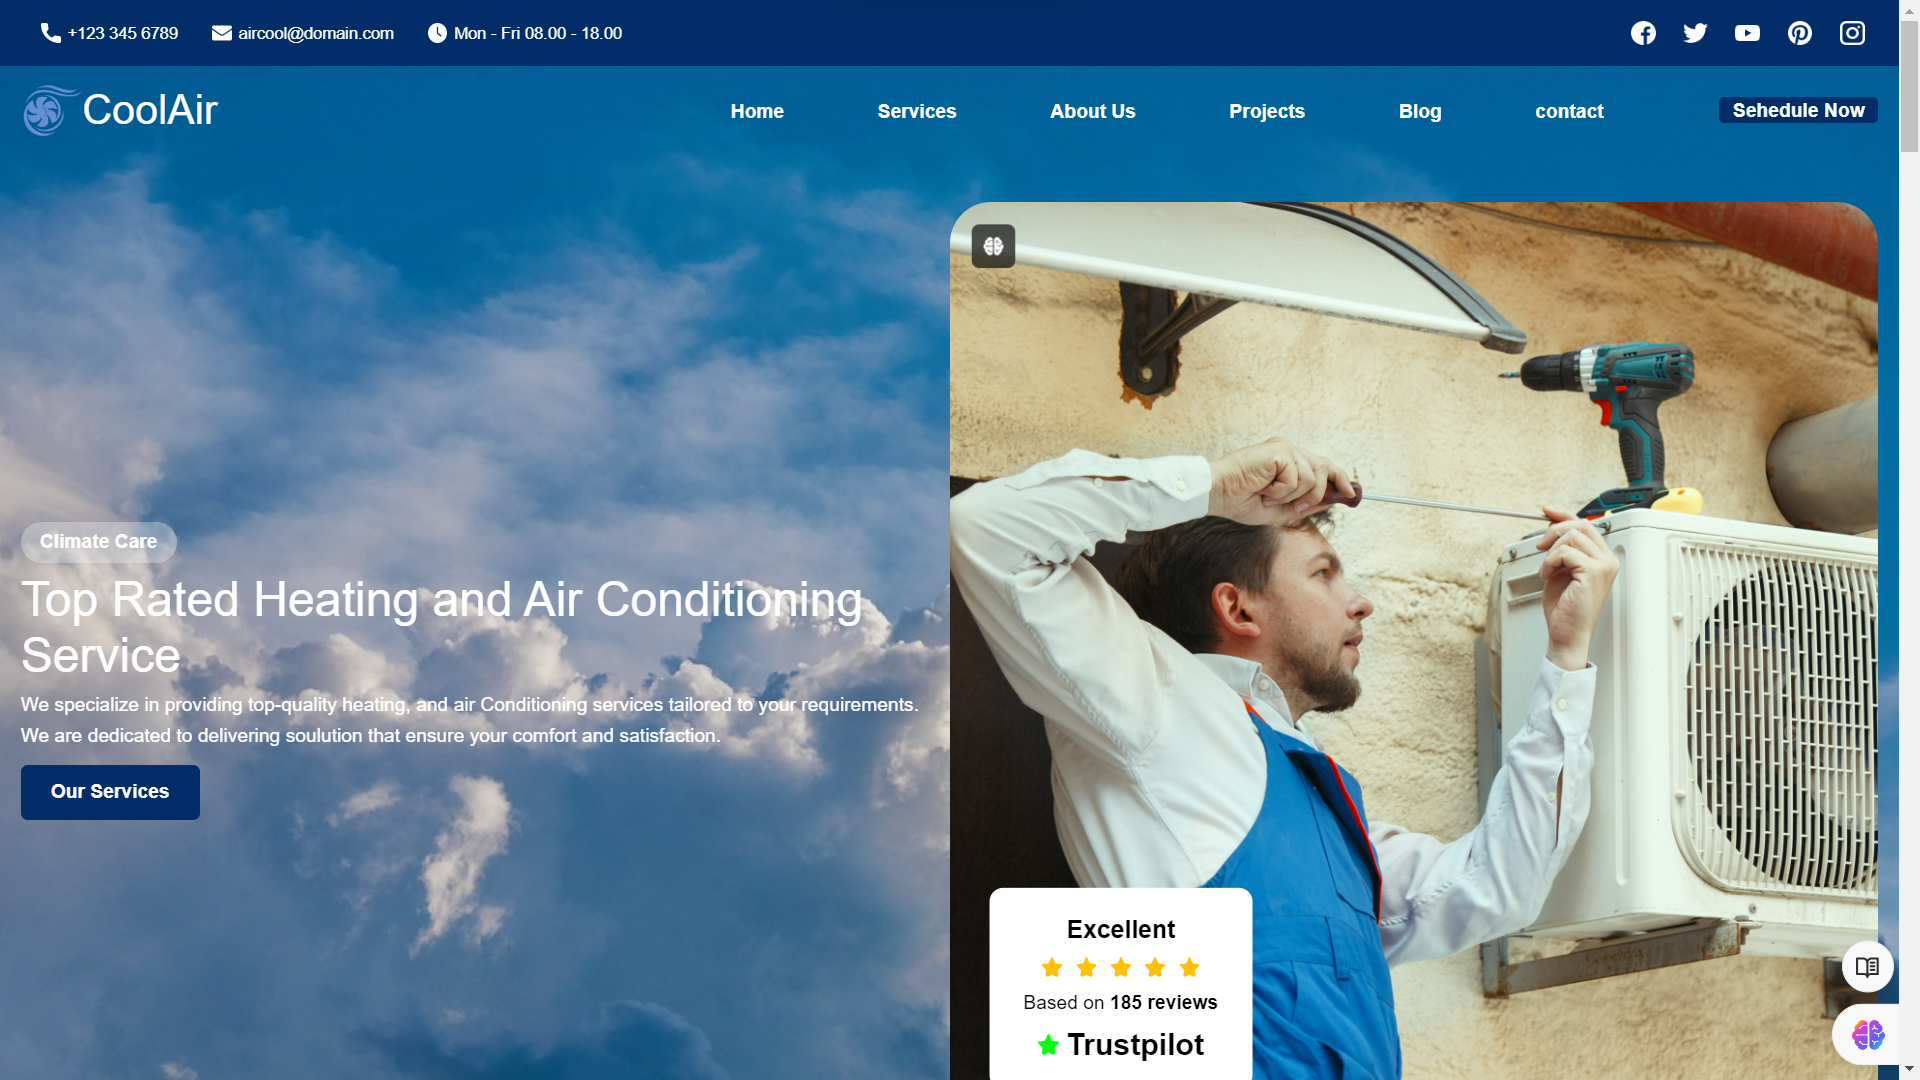 +123 345 6789
aircool@domain.com
Mon - Fri 08.00 - 18.00
CoolAir
Home
Services
About Us
Projects
Blog
contact
Sehedule Now
Climate Care
Top Rated Heating and Air Conditioning
Service
We specialize in providing top-quality heating, and air Conditioning services tailored to your requirements.
We are dedicated to delivering soulution that ensure your comfort and satisfaction.
Our Services
Excellent
Based on 185 reviews
Trustpilot